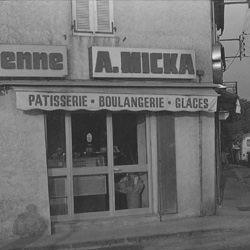 enne A.MICKA
PATISSERIE • BOULANGERIE • GLACES